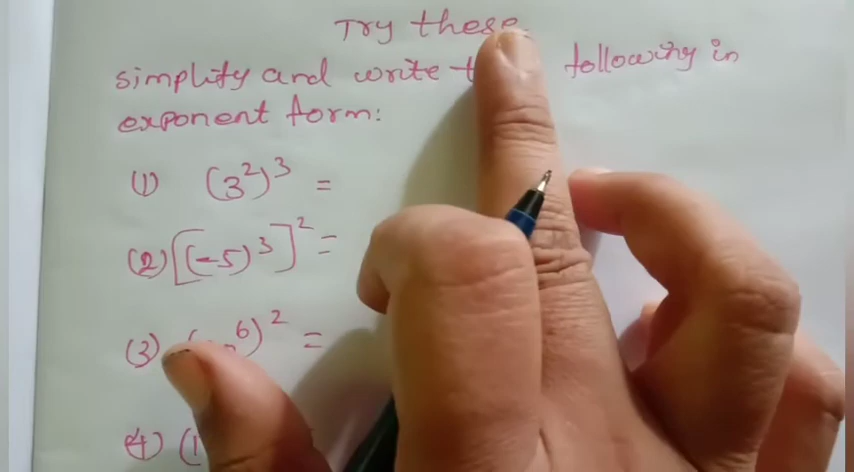 Try these
simplify and write following in
exponent form:
(1) (3²)³ =
(2) [(-5)³]² =
(3) ⁶)² =
(4) (1